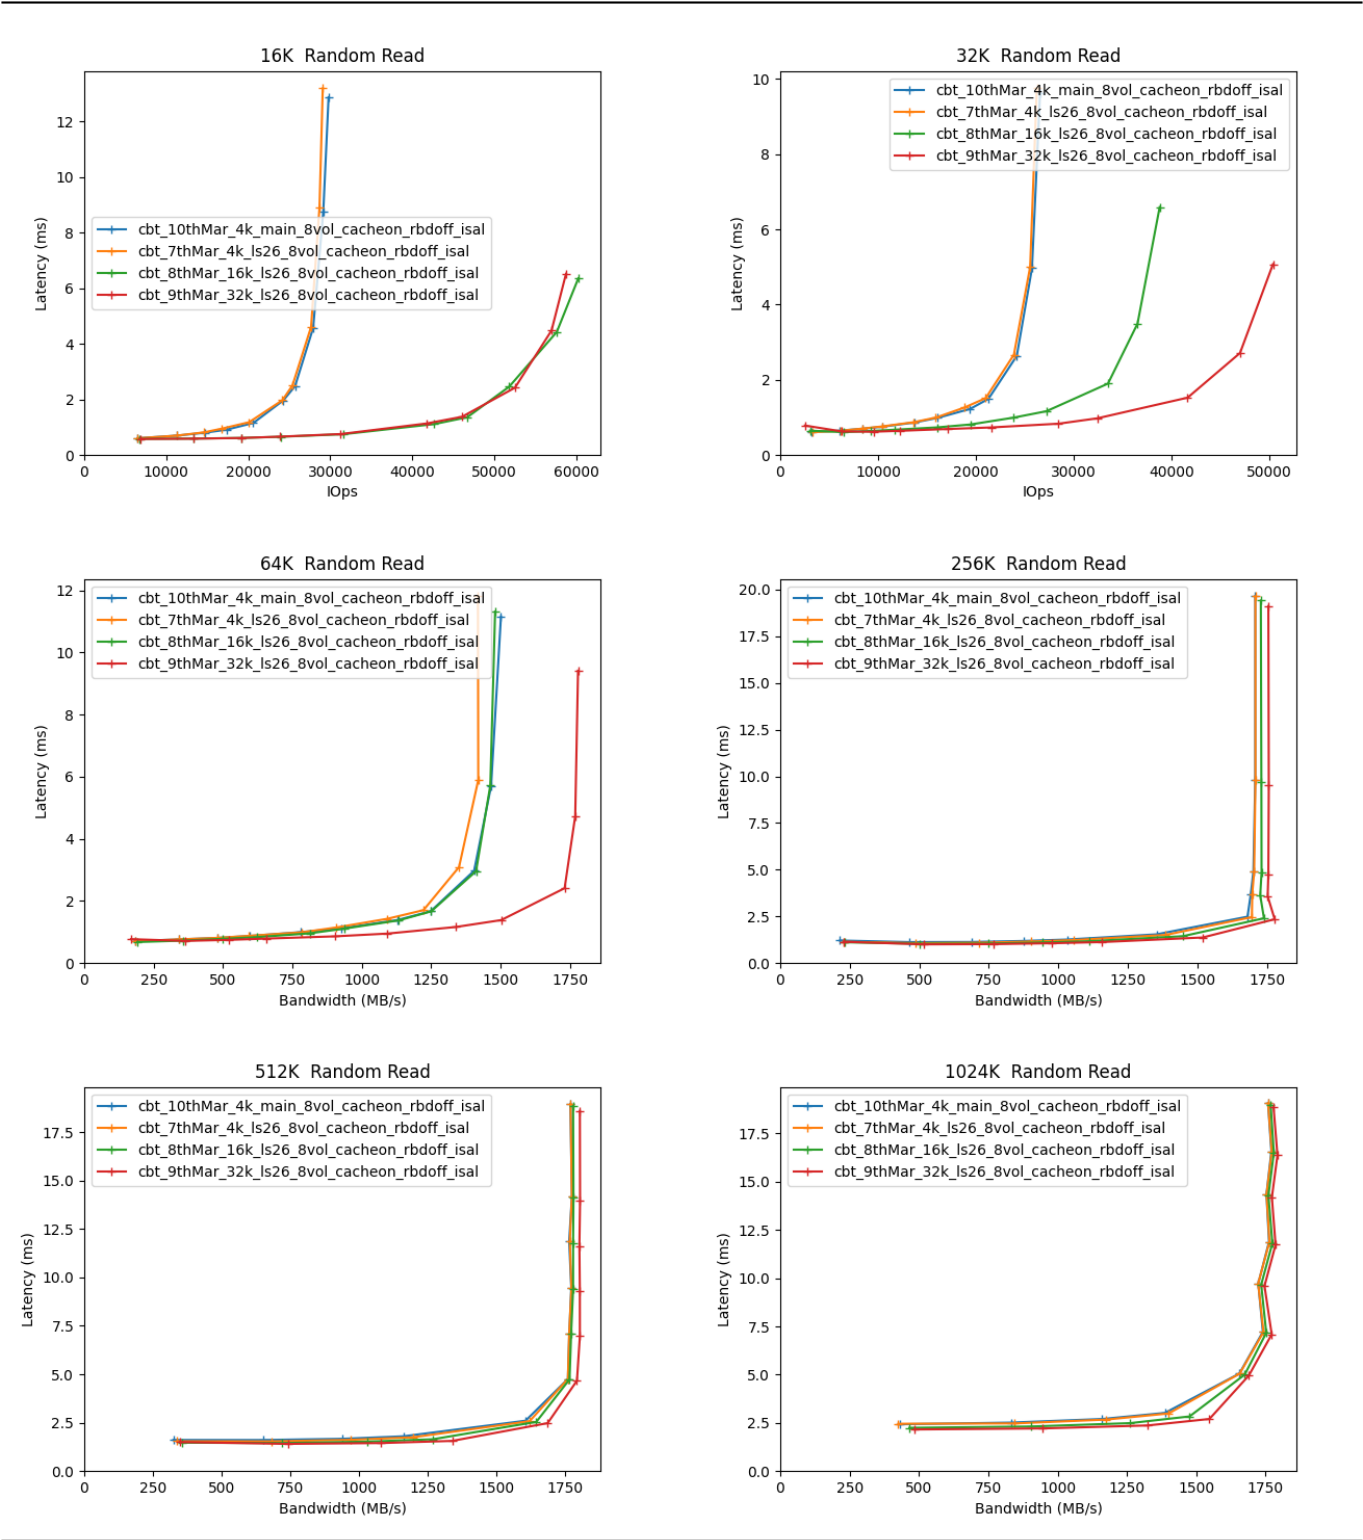 16K  Random Read
Latency (ms)
12
10
8
6
4
2
0
cbt_10thMar_4k_main_8vol_cacheon_rbdoff_isal
cbt_7thMar_4k_ls26_8vol_cacheon_rbdoff_isal
cbt_8thMar_16k_ls26_8vol_cacheon_rbdoff_isal
cbt_9thMar_32k_ls26_8vol_cacheon_rbdoff_isal
0 10000 20000 30000 40000 50000 60000
IOps
32K  Random Read
Latency (ms)
10
8
6
4
2
0
cbt_10thMar_4k_main_8vol_cacheon_rbdoff_isal
cbt_7thMar_4k_ls26_8vol_cacheon_rbdoff_isal
cbt_8thMar_16k_ls26_8vol_cacheon_rbdoff_isal
cbt_9thMar_32k_ls26_8vol_cacheon_rbdoff_isal
0 10000 20000 30000 40000 50000
IOps
64K  Random Read
Latency (ms)
12
10
8
6
4
2
0
cbt_10thMar_4k_main_8vol_cacheon_rbdoff_isal
cbt_7thMar_4k_ls26_8vol_cacheon_rbdoff_isal
cbt_8thMar_16k_ls26_8vol_cacheon_rbdoff_isal
cbt_9thMar_32k_ls26_8vol_cacheon_rbdoff_isal
0 250 500 750 1000 1250 1500 1750
Bandwidth (MB/s)
256K  Random Read
Latency (ms)
20.0
17.5
15.0
12.5
10.0
7.5
5.0
2.5
0.0
cbt_10thMar_4k_main_8vol_cacheon_rbdoff_isal
cbt_7thMar_4k_ls26_8vol_cacheon_rbdoff_isal
cbt_8thMar_16k_ls26_8vol_cacheon_rbdoff_isal
cbt_9thMar_32k_ls26_8vol_cacheon_rbdoff_isal
0 250 500 750 1000 1250 1500 1750
Bandwidth (MB/s)
512K  Random Read
Latency (ms)
17.5
15.0
12.5
10.0
7.5
5.0
2.5
0.0
cbt_10thMar_4k_main_8vol_cacheon_rbdoff_isal
cbt_7thMar_4k_ls26_8vol_cacheon_rbdoff_isal
cbt_8thMar_16k_ls26_8vol_cacheon_rbdoff_isal
cbt_9thMar_32k_ls26_8vol_cacheon_rbdoff_isal
0 250 500 750 1000 1250 1500 1750
Bandwidth (MB/s)
1024K  Random Read
Latency (ms)
17.5
15.0
12.5
10.0
7.5
5.0
2.5
0.0
cbt_10thMar_4k_main_8vol_cacheon_rbdoff_isal
cbt_7thMar_4k_ls26_8vol_cacheon_rbdoff_isal
cbt_8thMar_16k_ls26_8vol_cacheon_rbdoff_isal
cbt_9thMar_32k_ls26_8vol_cacheon_rbdoff_isal
0 250 500 750 1000 1250 1500 1750
Bandwidth (MB/s)